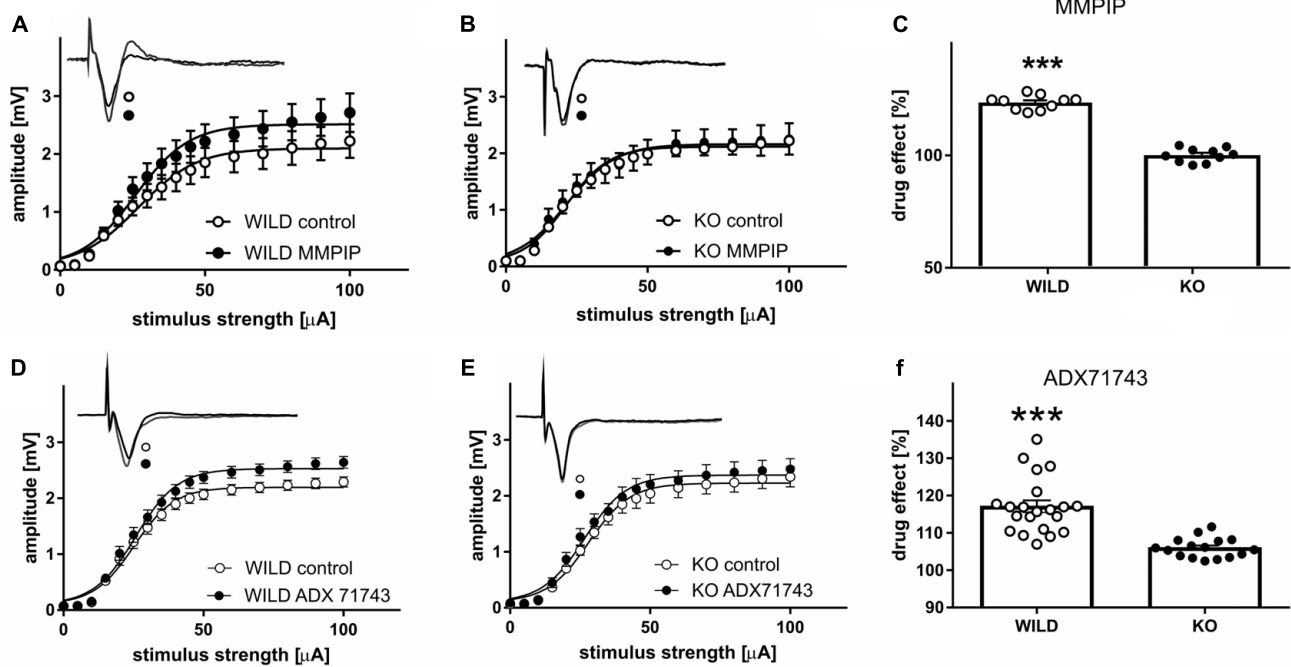 A
amplitude [mV]
3
2
1
0
0 50 100
WILD control
WILD MMPIP
stimulus strength [µA]
B
amplitude [mV]
3
2
1
0
0 50 100
KO control
KO MMPIP
stimulus strength [µA]
C
MMPIP
drug effect [%]
***
100
50
WILD KO
D
amplitude [mV]
3
2
1
0
0 50 100
WILD control
WILD ADX 71743
stimulus strength [µA]
E
amplitude [mV]
3
2
1
0
0 50 100
KO control
KO ADX71743
stimulus strength [µA]
f
ADX71743
drug effect [%]
***
140
130
120
110
100
90
WILD KO